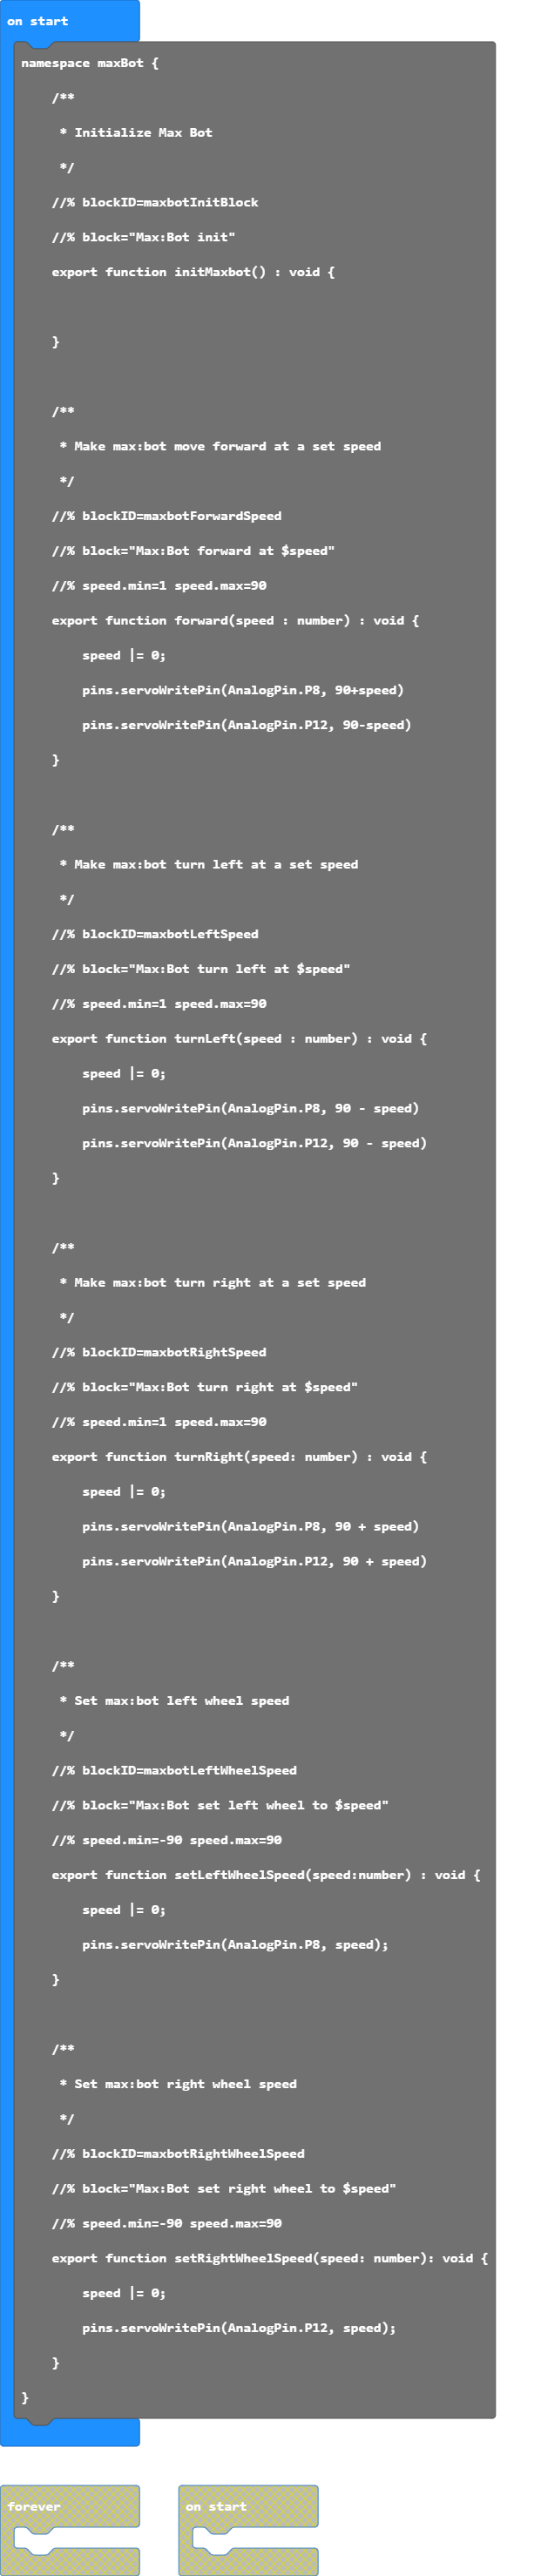 on start
namespace maxBot {
/**
* Initialize Max Bot
*/
//% blockID=maxbotInitBlock
//% block="Max:Bot init"
export function initMaxbot() : void {
}
/**
* Make max:bot move forward at a set speed
*/
//% blockID=maxbotForwardSpeed
//% block="Max:Bot forward at $speed"
//% speed.min=1 speed.max=90
export function forward(speed : number) : void {
speed |= 0;
pins.servoWritePin(AnalogPin.P8, 90+speed)
pins.servoWritePin(AnalogPin.P12, 90-speed)
}
/**
* Make max:bot turn left at a set speed
*/
//% blockID=maxbotLeftSpeed
//% block="Max:Bot turn left at $speed"
//% speed.min=1 speed.max=90
export function turnLeft(speed : number) : void {
speed |= 0;
pins.servoWritePin(AnalogPin.P8, 90 - speed)
pins.servoWritePin(AnalogPin.P12, 90 - speed)
}
/**
* Make max:bot turn right at a set speed
*/
//% blockID=maxbotRightSpeed
//% block="Max:Bot turn right at $speed"
//% speed.min=1 speed.max=90
export function turnRight(speed: number) : void {
speed |= 0;
pins.servoWritePin(AnalogPin.P8, 90 + speed)
pins.servoWritePin(AnalogPin.P12, 90 + speed)
}
/**
* Set max:bot left wheel speed
*/
//% blockID=maxbotLeftWheelSpeed
//% block="Max:Bot set left wheel to $speed"
//% speed.min=-90 speed.max=90
export function setLeftWheelSpeed(speed:number) : void {
speed |= 0;
pins.servoWritePin(AnalogPin.P8, speed);
}
/**
* Set max:bot right wheel speed
*/
//% blockID=maxbotRightWheelSpeed
//% block="Max:Bot set right wheel to $speed"
//% speed.min=-90 speed.max=90
export function setRightWheelSpeed(speed: number): void {
speed |= 0;
pins.servoWritePin(AnalogPin.P12, speed);
}
}
forever
on start